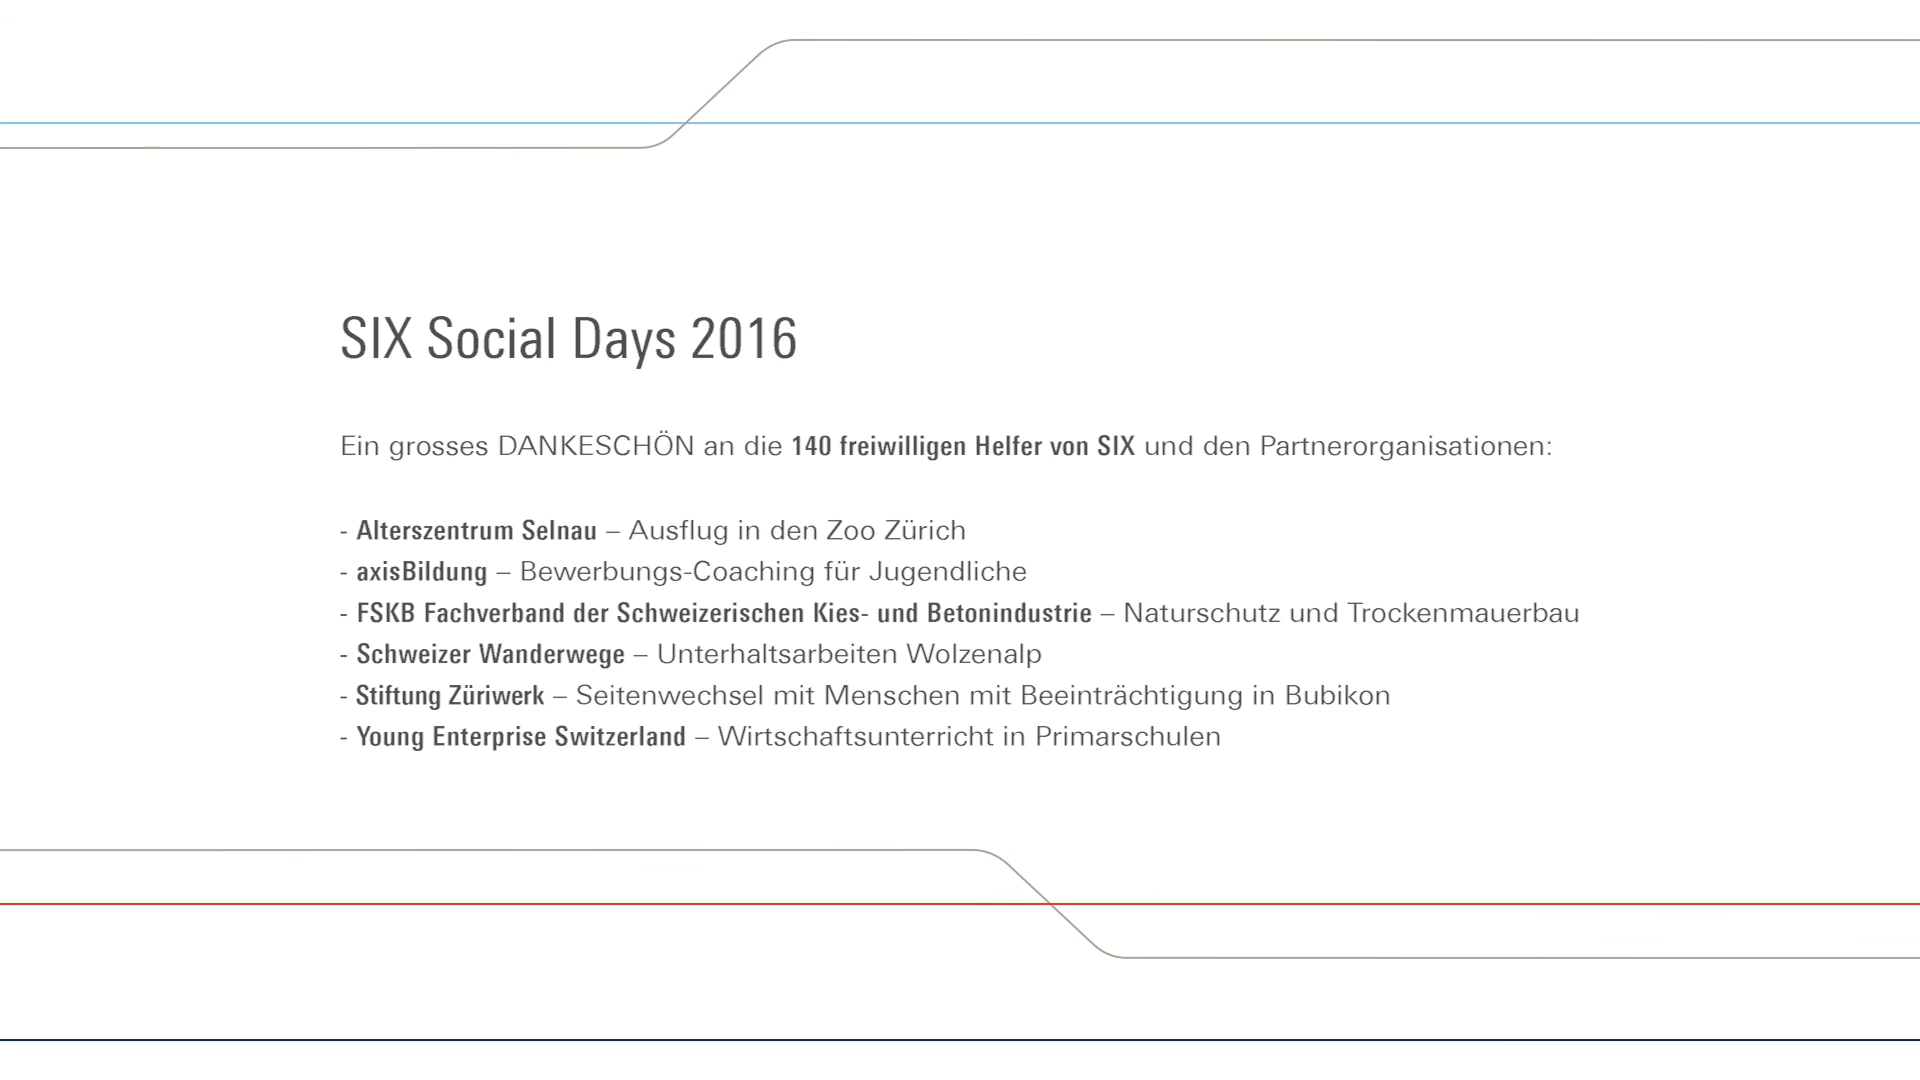 SIX Social Days 2016
Ein grosses DANKESCHÖN an die 140 freiwilligen Helfer von SIX und den Partnerorganisationen:
- Alterszentrum Selnau – Ausflug in den Zoo Zürich
- axisBildung – Bewerbungs-Coaching für Jugendliche
- FSKB Fachverband der Schweizerischen Kies- und Betonindustrie – Naturschutz und Trockenmauerbau
- Schweizer Wanderwege – Unterhaltsarbeiten Wolzenalp
- Stiftung Züriwerk – Seitenwechsel mit Menschen mit Beeinträchtigung in Bubikon
- Young Enterprise Switzerland – Wirtschaftsunterricht in Primarschulen